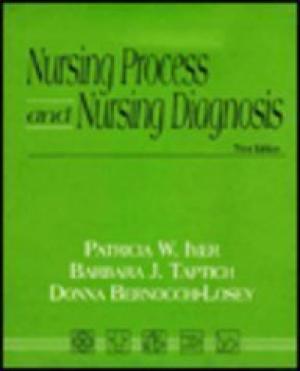 Nursing Process
and Nursing Diagnosis
Third Edition
PATRICIA W. IYER
BARBARA J. TAPTICH
DONNA BERNOCCHI-LOSEY